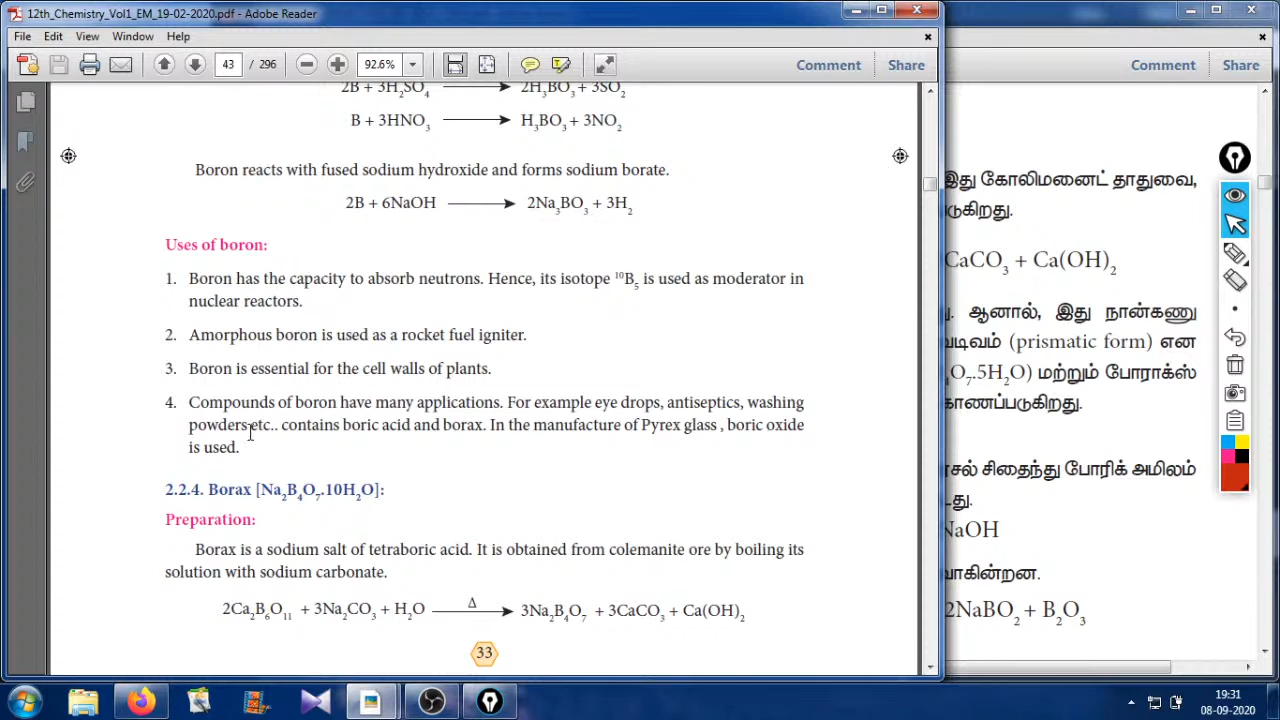 12th_Chemistry_Vol1_EM_19-02-2020.pdf - Adobe Reader
File Edit View Window Help
43 / 296 92.6% Comment Share
Comment Share
2B + 3H₂SO₄ ⟶ 2H₃BO₃ + 3SO₂
B + 3HNO₃ ⟶ H₃BO₃ + 3NO₂
Boron reacts with fused sodium hydroxide and forms sodium borate.
2B + 6NaOH ⟶ 2Na₃BO₃ + 3H₂
Uses of boron:
1. Boron has the capacity to absorb neutrons. Hence, its isotope ¹⁰B₅ is used as moderator in
nuclear reactors.
2. Amorphous boron is used as a rocket fuel igniter.
3. Boron is essential for the cell walls of plants.
4. Compounds of boron have many applications. For example eye drops, antiseptics, washing
powders etc.. contains boric acid and borax. In the manufacture of Pyrex glass , boric oxide
is used.
2.2.4. Borax [Na₂B₄O₇.10H₂O]:
Preparation:
Borax is a sodium salt of tetraboric acid. It is obtained from colemanite ore by boiling its
solution with sodium carbonate.
2Ca₂B₆O₁₁ + 3Na₂CO₃ + H₂O ⟶ Δ 3Na₂B₄O₇ + 3CaCO₃ + Ca(OH)₂
33
இது கோலிமனைட் தாதுவை,
CaCO₃ + Ca(OH)₂
ஆனால், இது நான்கணு
(prismatic form) என
O₇.5H₂O) மற்றும் போராக்ஸ்
காணப்படுகிறது.
சிதைந்து போரிக் அமிலம்
NaOH
2NaBO₂ + B₂O₃
19:31
08-09-2020